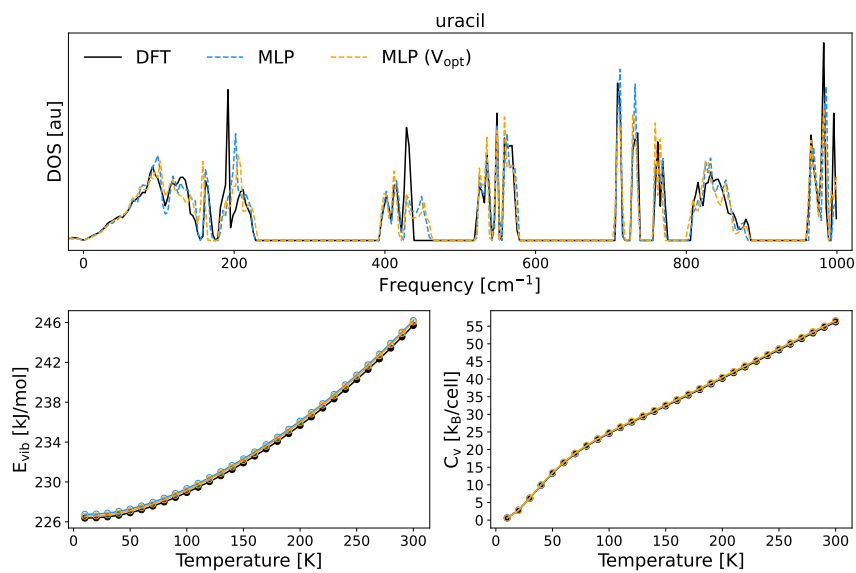 uracil
DFT MLP MLP (V_opt)
DOS [au]
0 200 400 600 800 1000
Frequency [cm⁻¹]
246
242
238
234
230
226
E_vib [kJ/mol]
0 50 100 150 200 250 300
Temperature [K]
55
50
45
40
35
30
25
20
15
10
5
0
C_v [k_B/cell]
0 50 100 150 200 250 300
Temperature [K]